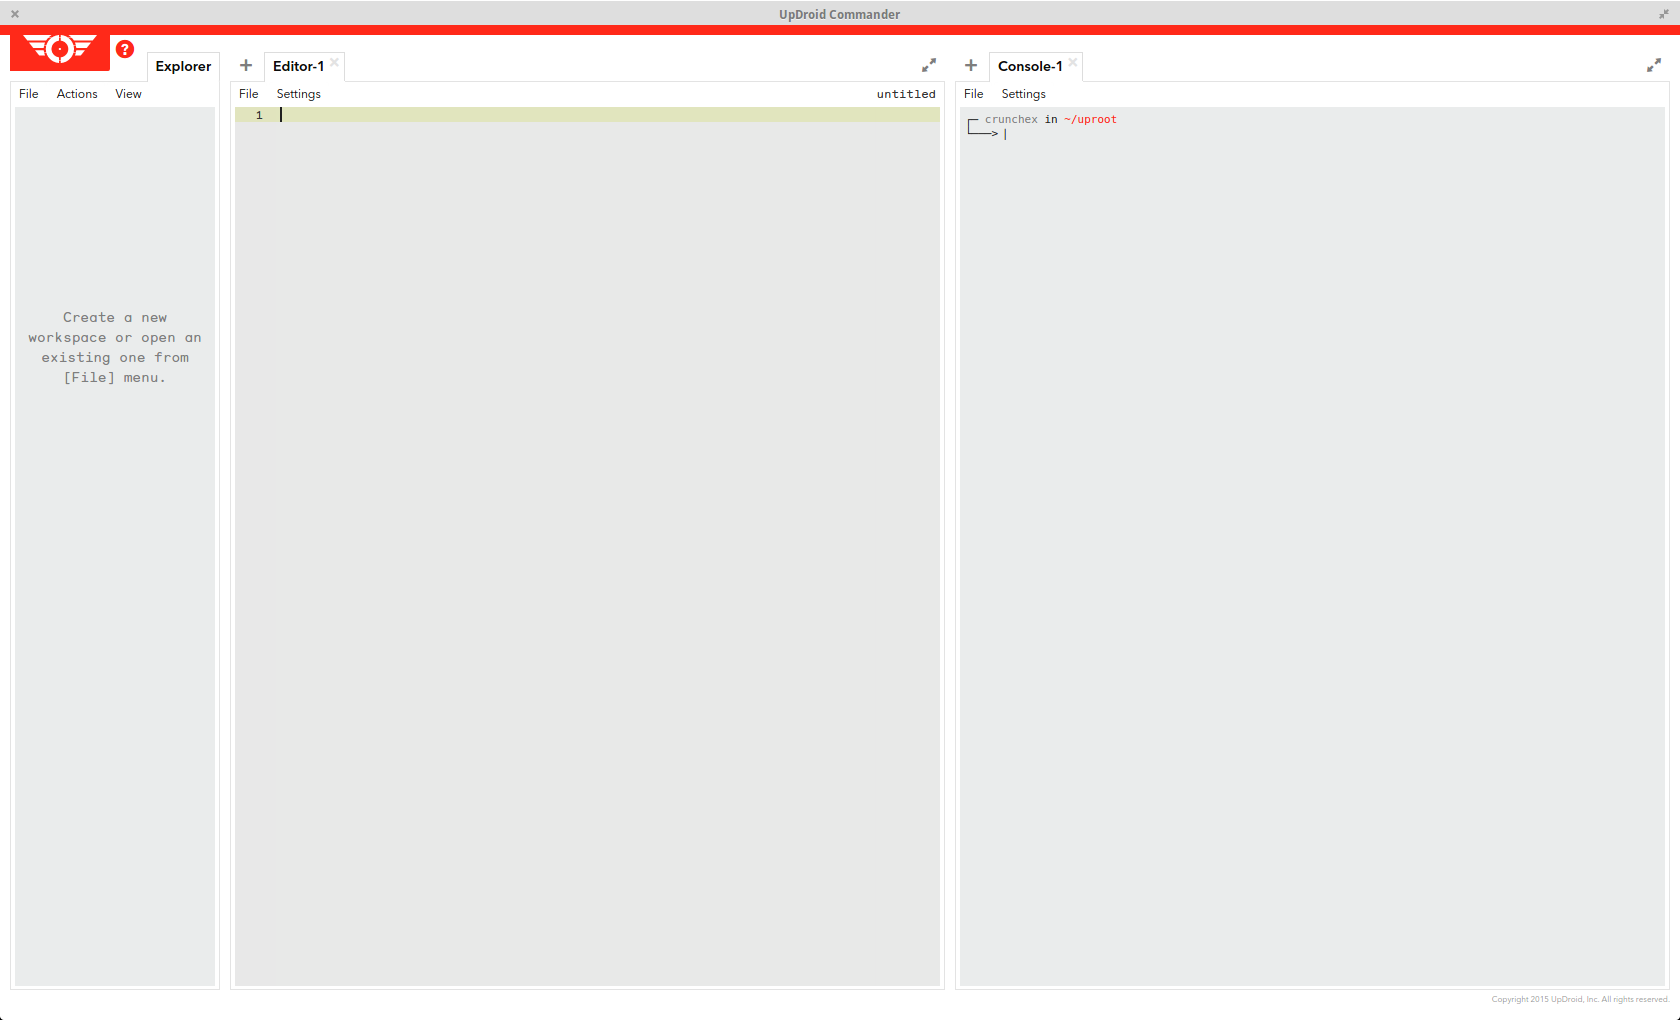 UpDroid Commander
?
Explorer
Editor-1
Console-1
File Actions View
File Settings untitled
File Settings
1
crunchex in ~/uproot
>
Create a new
workspace or open an
existing one from
[File] menu.
Copyright 2015 UpDroid, Inc. All rights reserved.